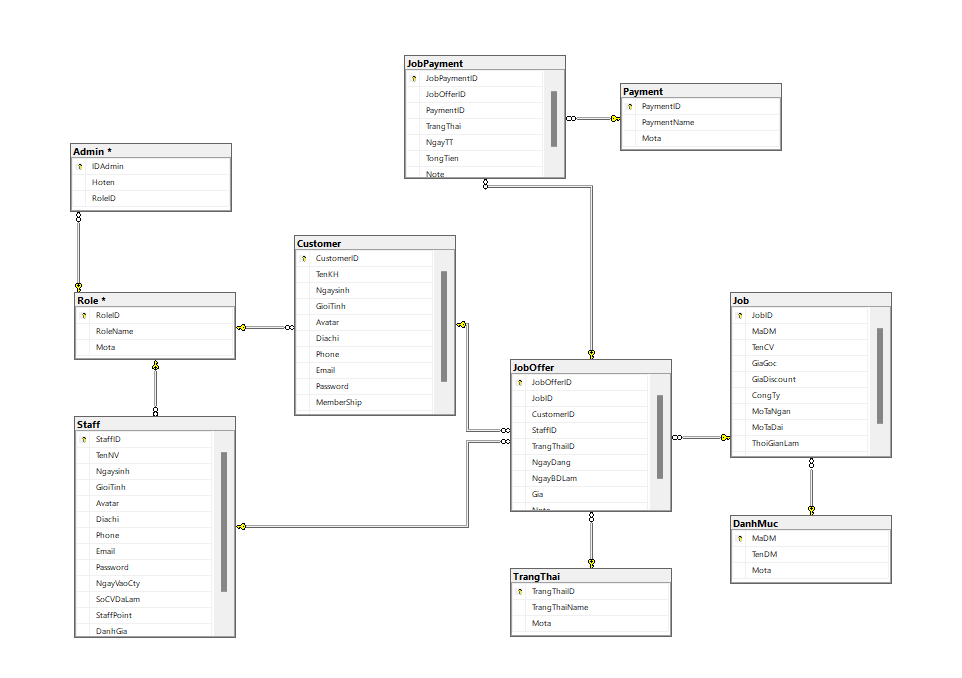 JobPayment
JobPaymentID
JobOfferID
PaymentID
TrangThai
NgayTT
TongTien
Note
Payment
PaymentID
PaymentName
Mota
Admin *
IDAdmin
Hoten
RoleID
Customer
CustomerID
TenKH
Ngaysinh
GioiTinh
Avatar
Diachi
Phone
Email
Password
MemberShip
Role *
RoleID
RoleName
Mota
Job
JobID
MaDM
TenCV
GiaGoc
GiaDiscount
CongTy
MoTaNgan
MoTaDai
ThoiGianLam
JobOffer
JobOfferID
JobID
CustomerID
StaffID
TrangThaiID
NgayDang
NgayBDLam
Gia
Note
Staff
StaffID
TenNV
Ngaysinh
GioiTinh
Avatar
Diachi
Phone
Email
Password
NgayVaoCty
SoCVDaLam
StaffPoint
DanhGia
DanhMuc
MaDM
TenDM
Mota
TrangThai
TrangThaiID
TrangThaiName
Mota